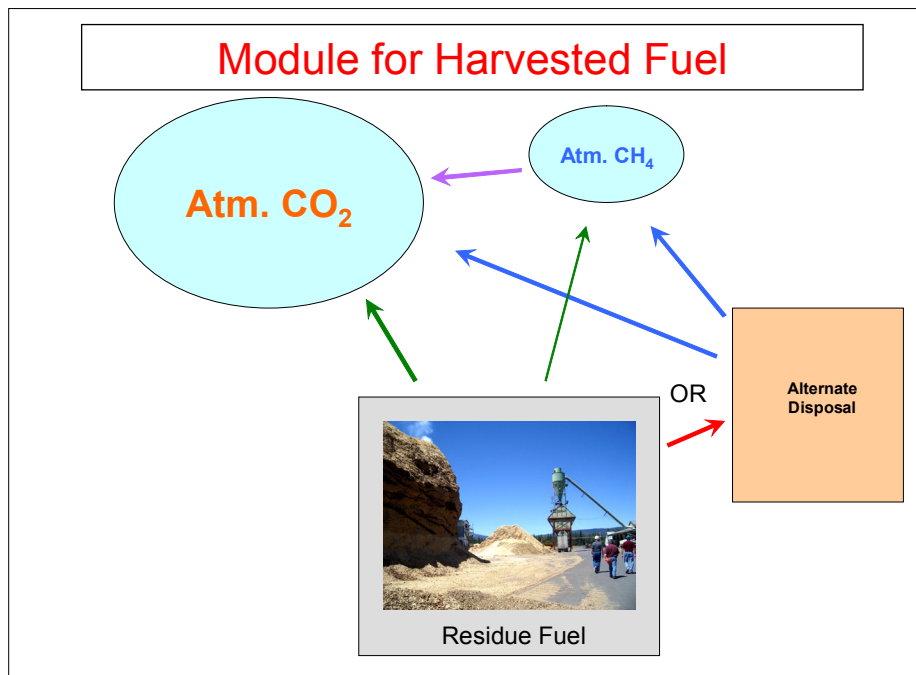 Module for Harvested Fuel
Atm. CO₂
Atm. CH₄
OR
Alternate
Disposal
Residue Fuel